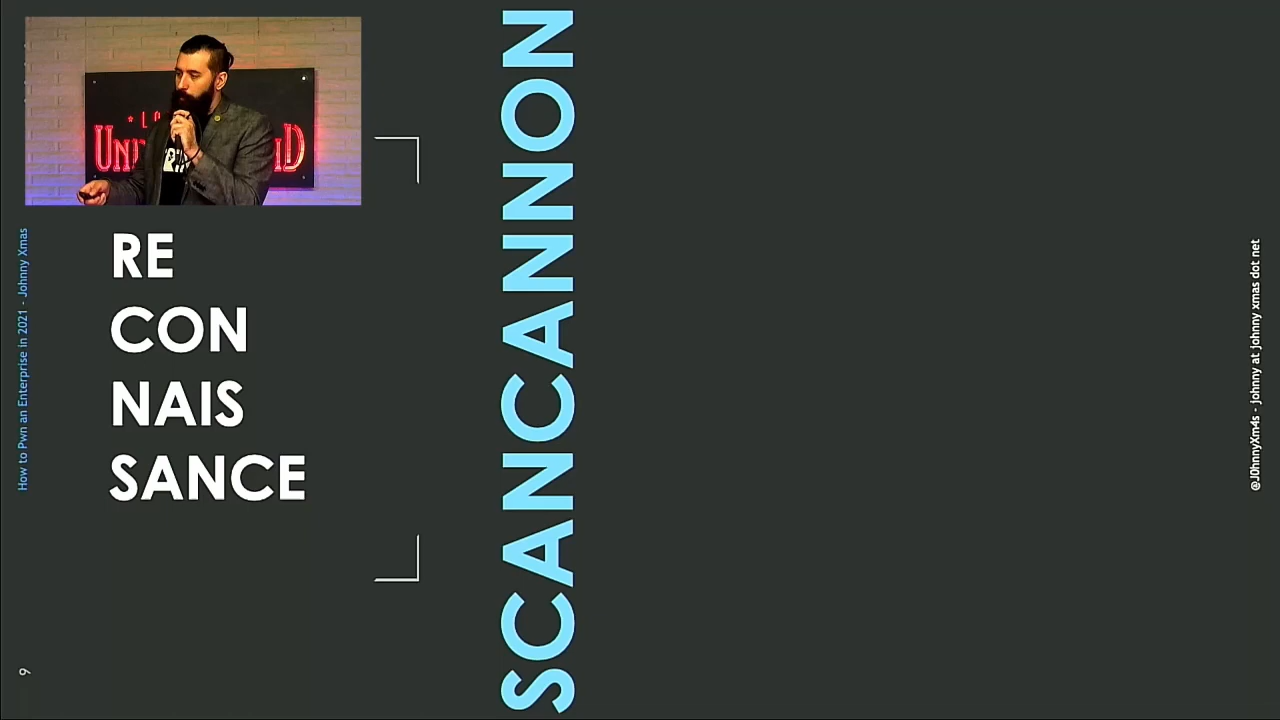 RE
CON
NAIS
SANCE
SCANCANNON
How to Pwn an Enterprise in 2021 - Johnny Xmas
@J0hnnyXm4s - johnny at johnny xmas dot net
9